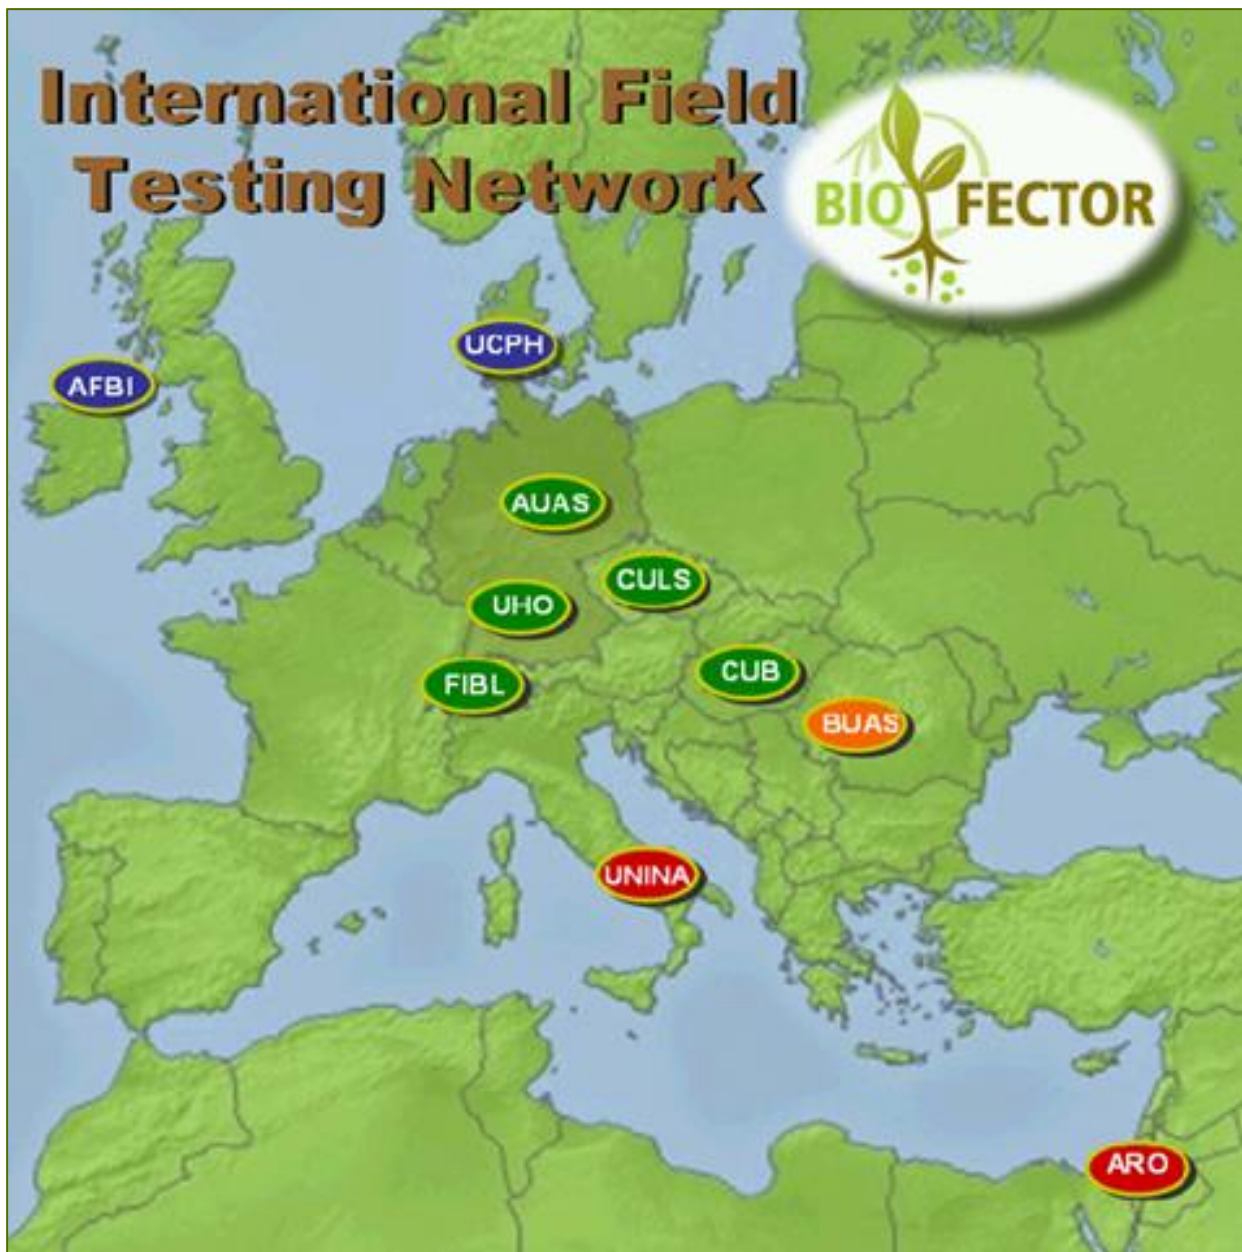 International Field
Testing Network
BIO FECTOR
UCPH
AFBI
AUAS
CULS
UHO
CUB
FIBL
BUAS
UNINA
ARO